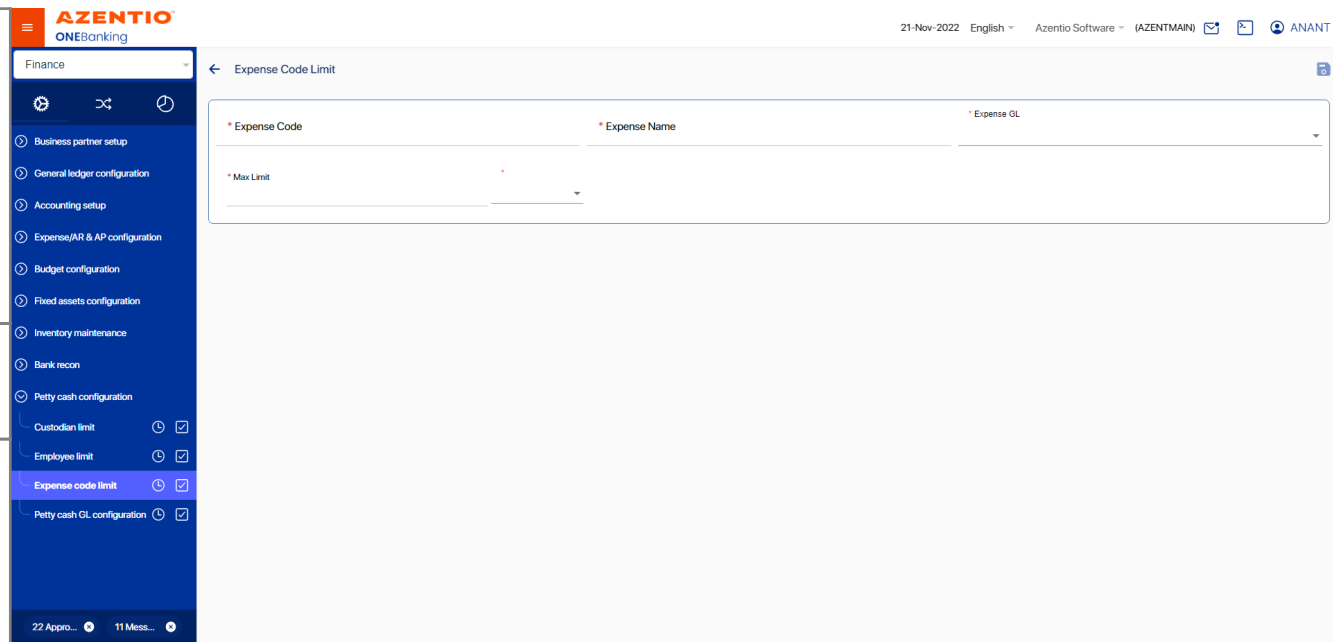 AZENTIO
ONEBanking
21-Nov-2022 English Azentio Software (AZENTMAIN) ANANT
Finance
Expense Code Limit
* Expense Code
* Expense Name
* Expense GL
* Max Limit
*
Business partner setup
General ledger configuration
Accounting setup
Expense/AR & AP configuration
Budget configuration
Fixed assets configuration
Inventory maintenance
Bank recon
Petty cash configuration
Custodian limit
Employee limit
Expense code limit
Petty cash GL configuration
22 Appro... 11 Mess...